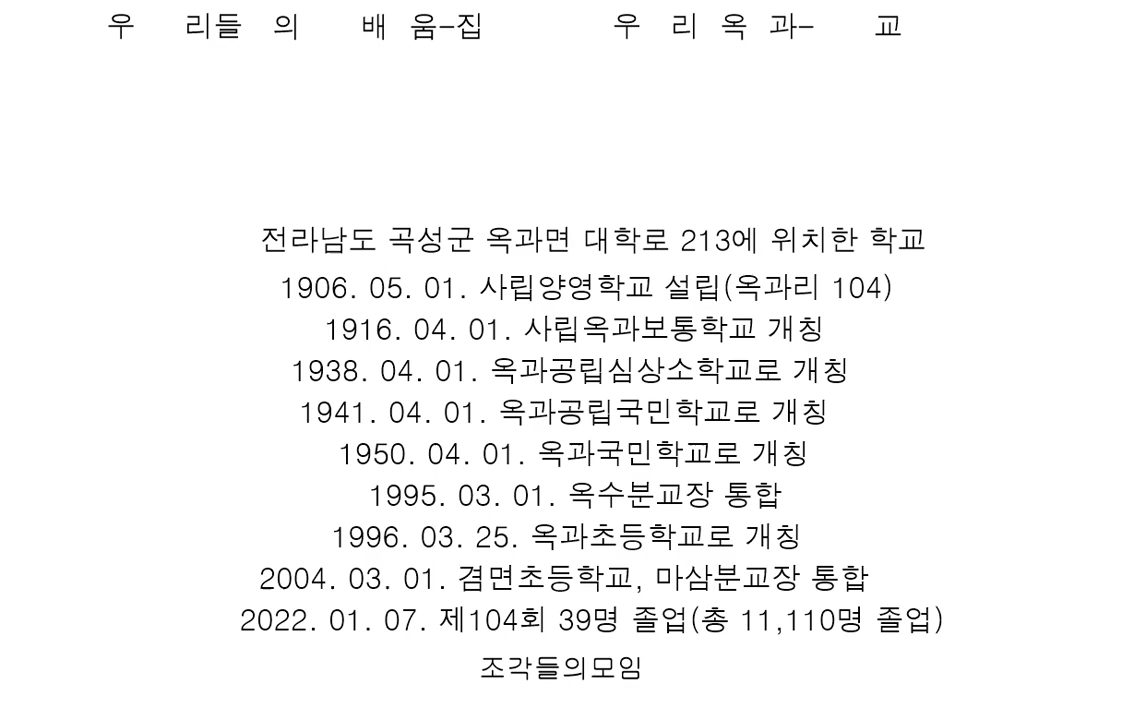 우 리들 의 배 움-집 우 리 옥 과- 교
전라남도 곡성군 옥과면 대학로 213에 위치한 학교
1906. 05. 01. 사립양영학교 설립(옥과리 104)
1916. 04. 01. 사립옥과보통학교 개칭
1938. 04. 01. 옥과공립심상소학교로 개칭
1941. 04. 01. 옥과공립국민학교로 개칭
1950. 04. 01. 옥과국민학교로 개칭
1995. 03. 01. 옥수분교장 통합
1996. 03. 25. 옥과초등학교로 개칭
2004. 03. 01. 겸면초등학교, 마삼분교장 통합
2022. 01. 07. 제104회 39명 졸업(총 11,110명 졸업)
조각들의모임